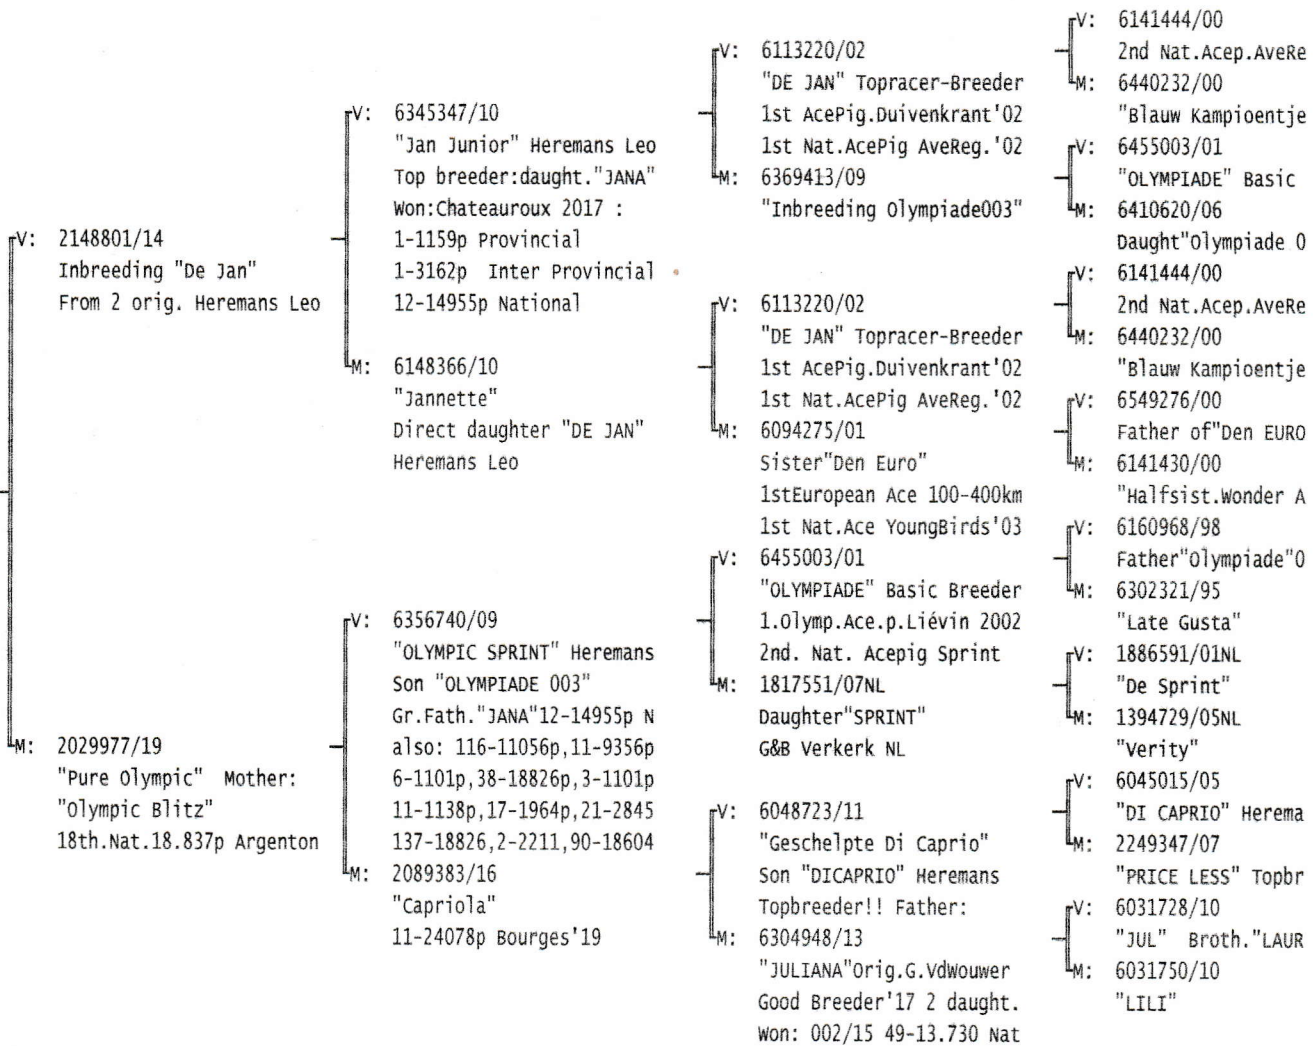 V: 2148801/14
Inbreeding "De Jan"
From 2 orig. Heremans Leo
M: 2029977/19
"Pure Olympic" Mother:
"Olympic Blitz"
18th.Nat.18.837p Argenton
V: 6345347/10
"Jan Junior" Heremans Leo
Top breeder:daught."JANA"
Won:Chateauroux 2017 :
1-1159p Provincial
1-3162p Inter Provincial
12-14955p National
M: 6148366/10
"Jannette"
Direct daughter "DE JAN"
Heremans Leo
V: 6356740/09
"OLYMPIC SPRINT" Heremans
Son "OLYMPIADE 003"
Gr.Fath."JANA"12-14955p N
also: 116-11056p,11-9356p
6-1101p,38-18826p,3-1101p
11-1138p,17-1964p,21-2845
137-18826,2-2211,90-18604
M: 2089383/16
"Capriola"
11-24078p Bourges'19
V: 6113220/02
"DE JAN" Topracer-Breeder
1st AcePig.Duivenkrant'02
1st Nat.AcePig AveReg.'02
M: 6369413/09
"Inbreeding Olympiade003"
V: 6113220/02
"DE JAN" Topracer-Breeder
1st AcePig.Duivenkrant'02
1st Nat.AcePig AveReg.'02
M: 6094275/01
Sister"Den Euro"
1stEuropean Ace 100-400km
1st Nat.Ace YoungBirds'03
V: 6455003/01
"OLYMPIADE" Basic Breeder
1.Olymp.Ace.p.Liévin 2002
2nd. Nat. Acepig Sprint
M: 1817551/07NL
Daughter"SPRINT"
G&B Verkerk NL
V: 6048723/11
"Geschelpte Di Caprio"
Son "DICAPRIO" Heremans
Topbreeder!! Father:
M: 6304948/13
"JULIANA"Orig.G.VdWouwer
Good Breeder'17 2 daught.
Won: 002/15 49-13.730 Nat
V: 6141444/00
2nd Nat.Acep.AveRe
M: 6440232/00
"Blauw Kampioentje
V: 6455003/01
"OLYMPIADE" Basic
M: 6410620/06
Daught"Olympiade 0
V: 6141444/00
2nd Nat.Acep.AveRe
M: 6440232/00
"Blauw Kampioentje
V: 6549276/00
Father of"Den EURO
M: 6141430/00
"Halfsist.Wonder A
V: 6160968/98
Father"Olympiade"0
M: 6302321/95
"Late Gusta"
V: 1886591/01NL
"De Sprint"
M: 1394729/05NL
"Verity"
V: 6045015/05
"DI CAPRIO" Herema
M: 2249347/07
"PRICE LESS" Topbr
V: 6031728/10
"JUL" Broth."LAUR
M: 6031750/10
"LILI"